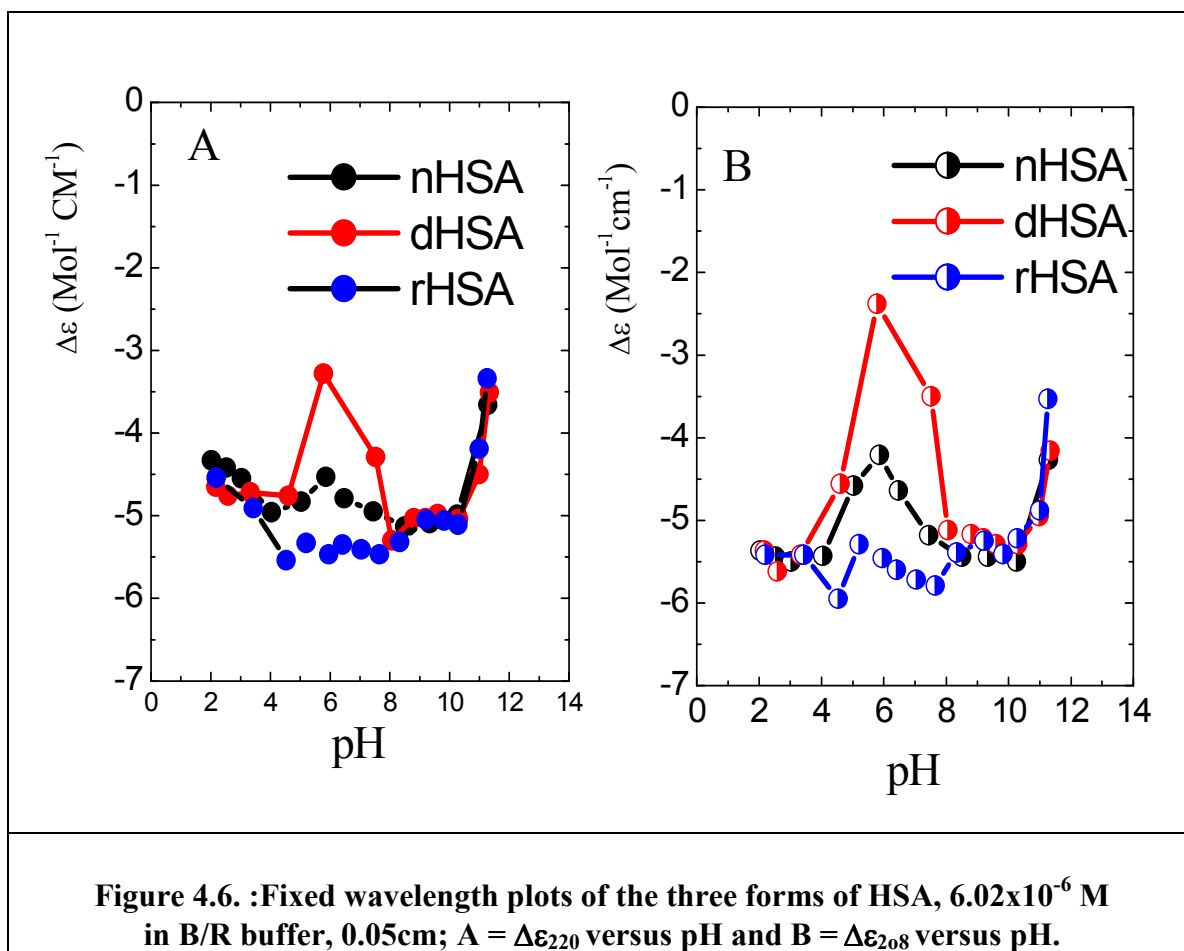 A
nHSA
dHSA
rHSA
Δε (Mol⁻¹ CM⁻¹)
0
-1
-2
-3
-4
-5
-6
-7
0 2 4 6 8 10 12 14
pH
B
nHSA
dHSA
rHSA
Δε (Mol⁻¹cm⁻¹)
0
-1
-2
-3
-4
-5
-6
-7
0 2 4 6 8 10 12 14
pH
Figure 4.6. :Fixed wavelength plots of the three forms of HSA, 6.02x10⁻⁶ M
in B/R buffer, 0.05cm; A = Δε₂₂₀ versus pH and B = Δε₂ₒ₈ versus pH.